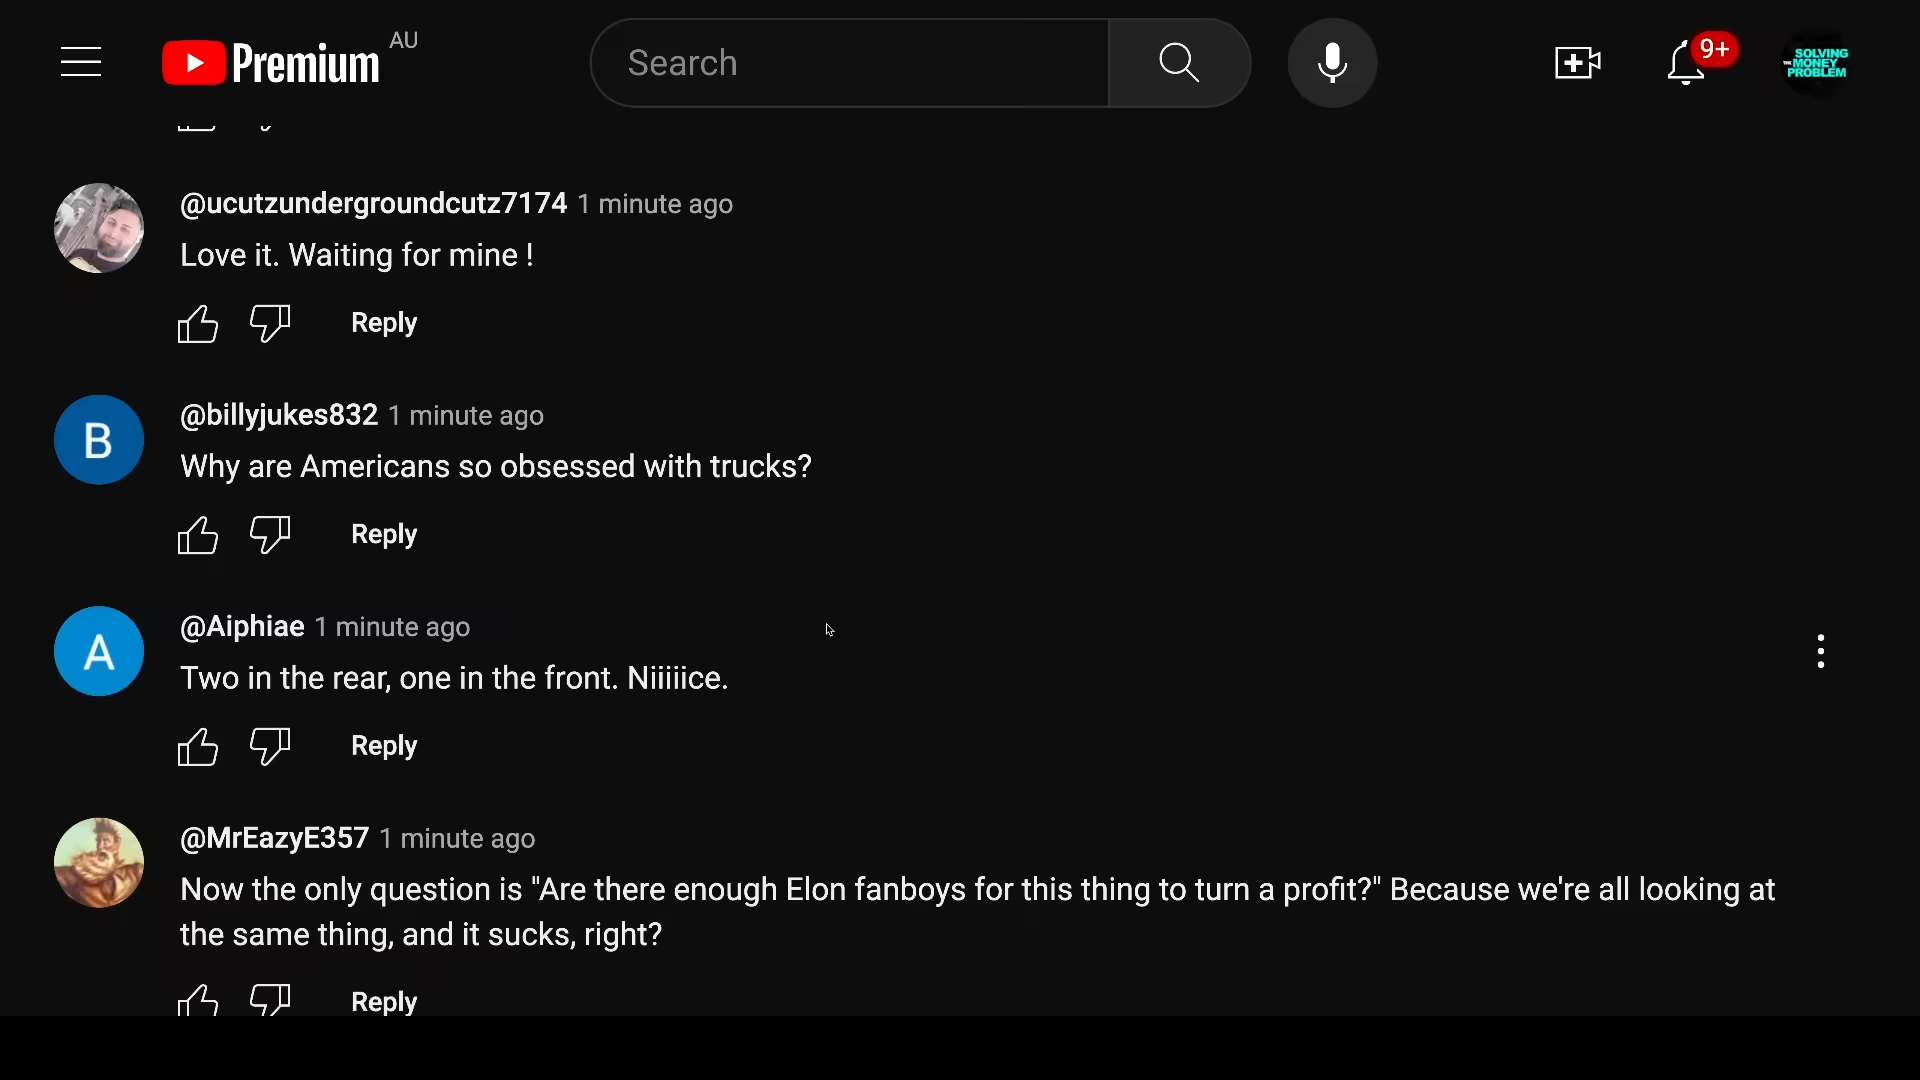 Premium AU
Search
9+
SOLVING
THE MONEY
PROBLEM
@ucutzundergroundcutz7174 1 minute ago
Love it. Waiting for mine !
Reply
B
@billyjukes832 1 minute ago
Why are Americans so obsessed with trucks?
Reply
A
@Aiphiae 1 minute ago
Two in the rear, one in the front. Niiiiice.
Reply
@MrEazyE357 1 minute ago
Now the only question is "Are there enough Elon fanboys for this thing to turn a profit?" Because we're all looking at
the same thing, and it sucks, right?
Reply